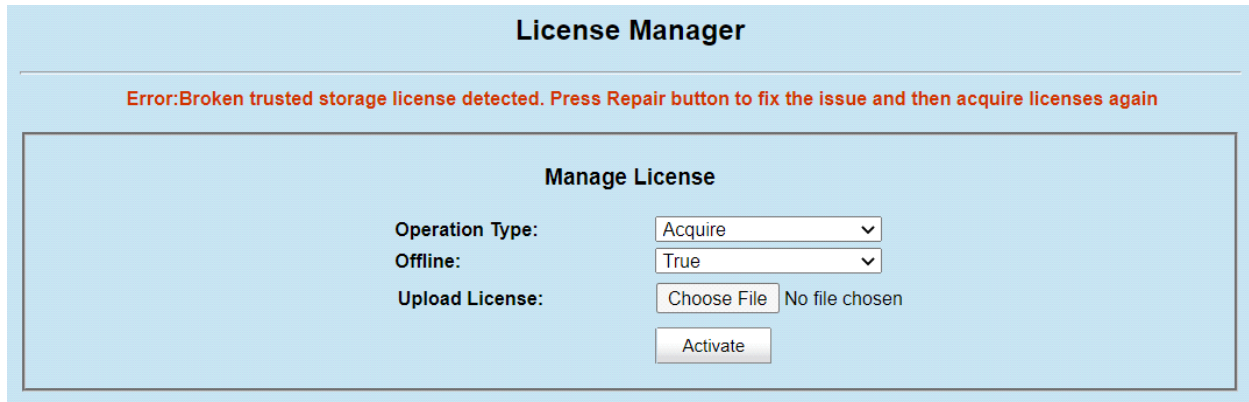 License Manager
Error:Broken trusted storage license detected. Press Repair button to fix the issue and then acquire licenses again
Manage License
Operation Type: Acquire
Offline: True
Upload License: Choose File No file chosen
Activate